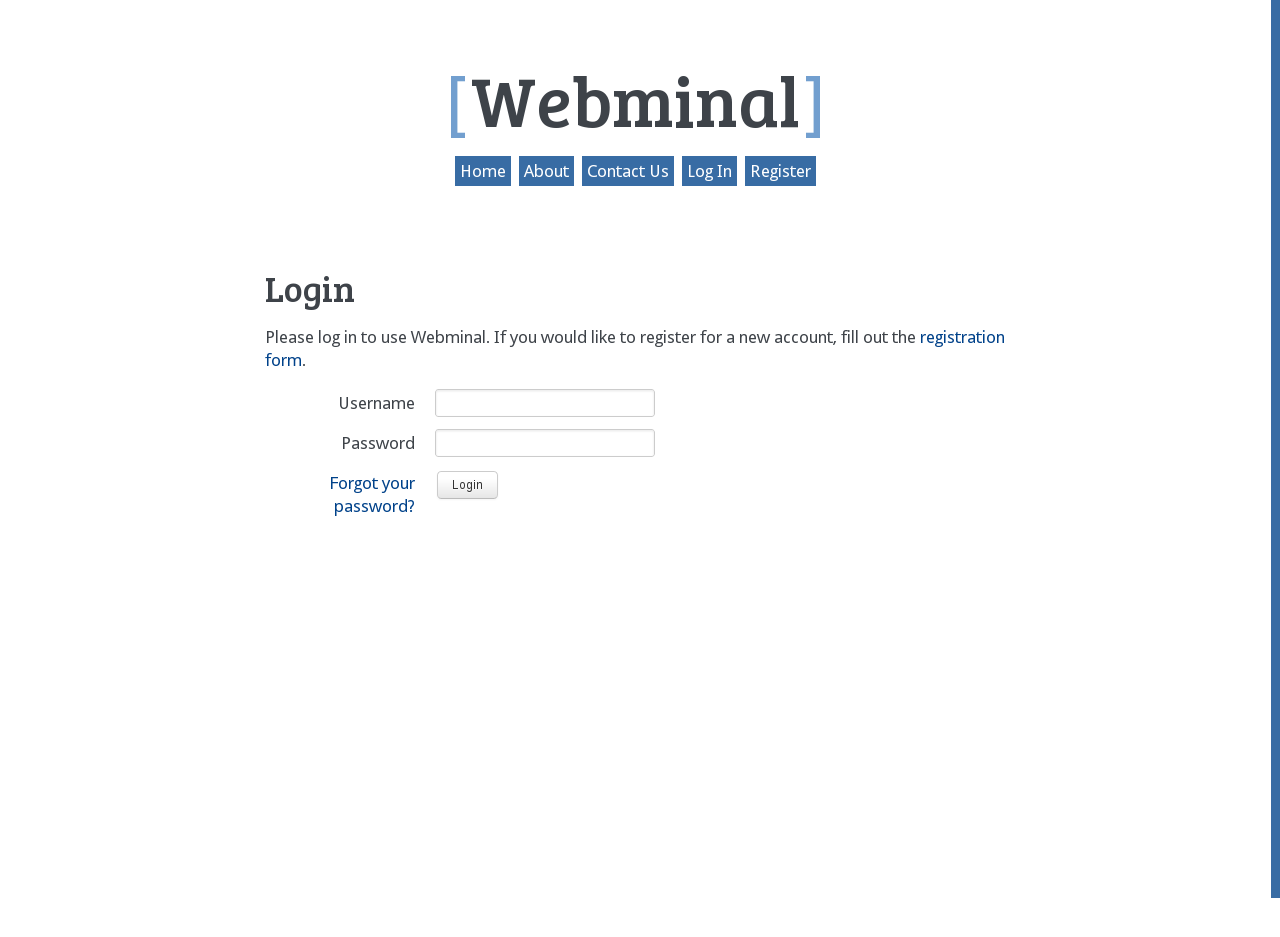 [Webminal]
Home About Contact Us Log In Register
Login
Please log in to use Webminal. If you would like to register for a new account, fill out the registration
form.
Username
Password
Forgot your
password?
Login